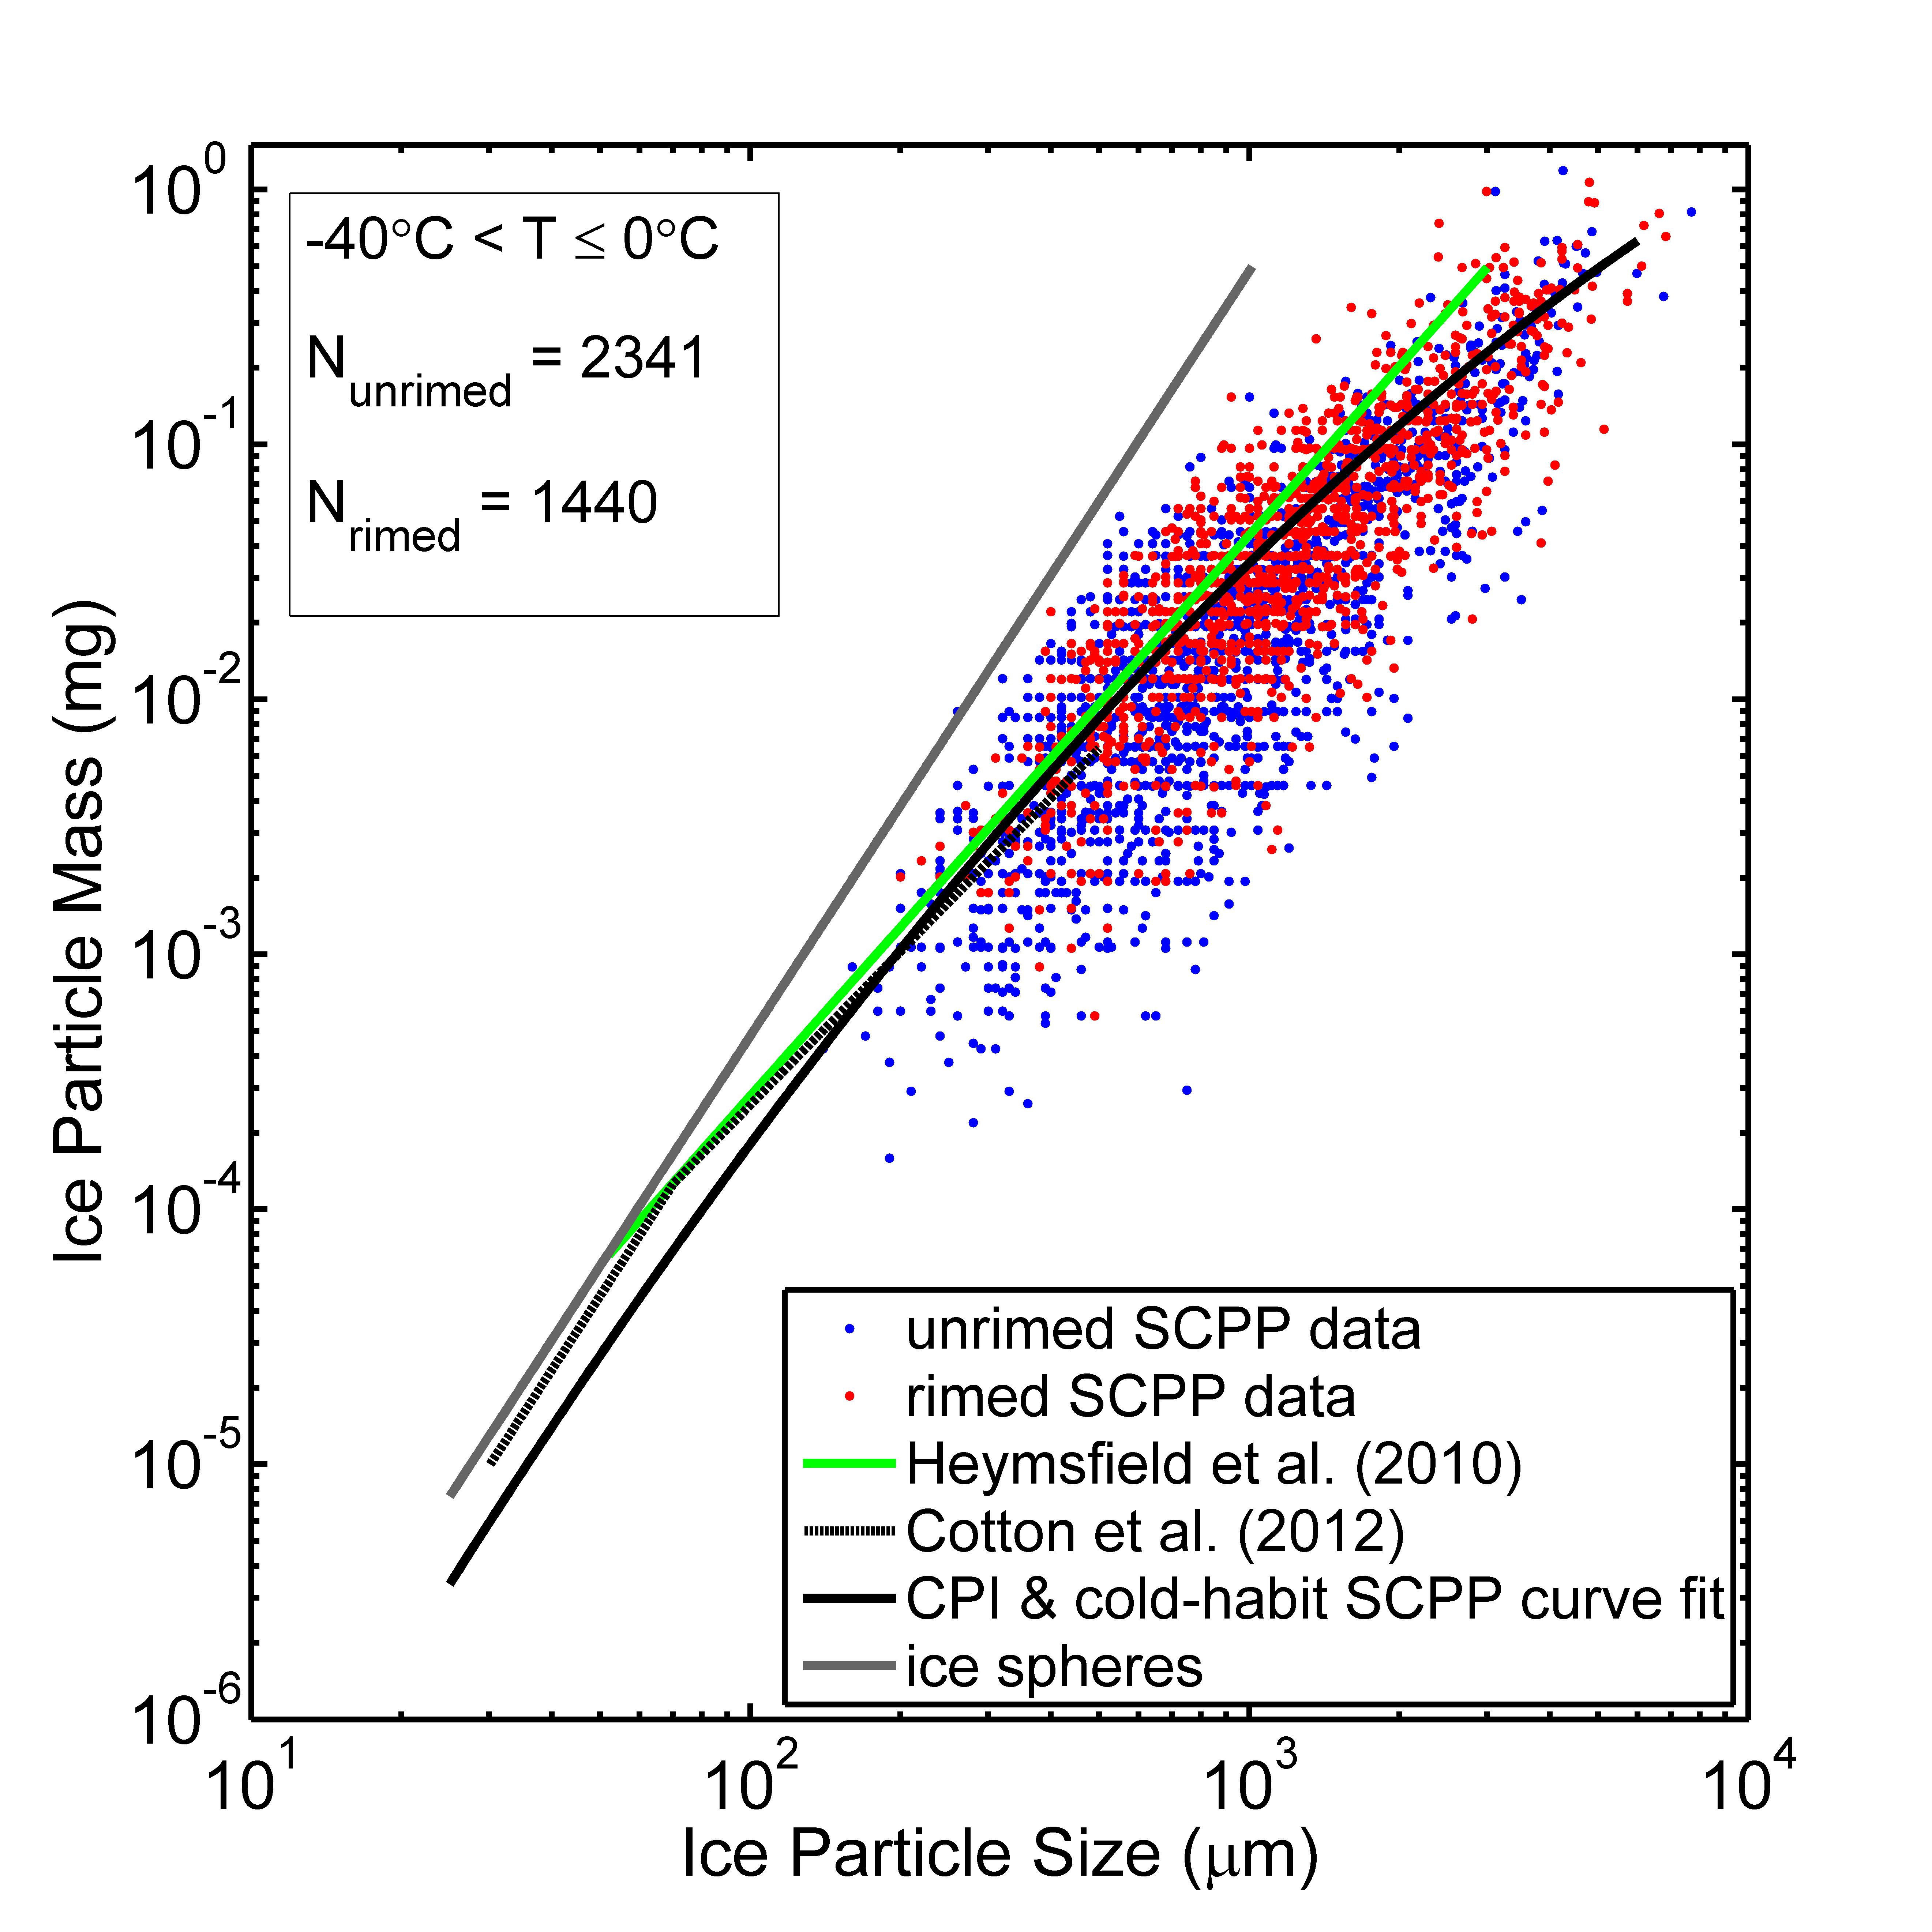 -40°C < T ≤ 0°C
N_unrimed = 2341
N_rimed = 1440
Ice Particle Mass (mg)
10^0
10^-1
10^-2
10^-3
10^-4
10^-5
10^-6
unrimed SCPP data
rimed SCPP data
Heymsfield et al. (2010)
Cotton et al. (2012)
CPI & cold-habit SCPP curve fit
ice spheres
10^1 10^2 10^3 10^4
Ice Particle Size (μm)